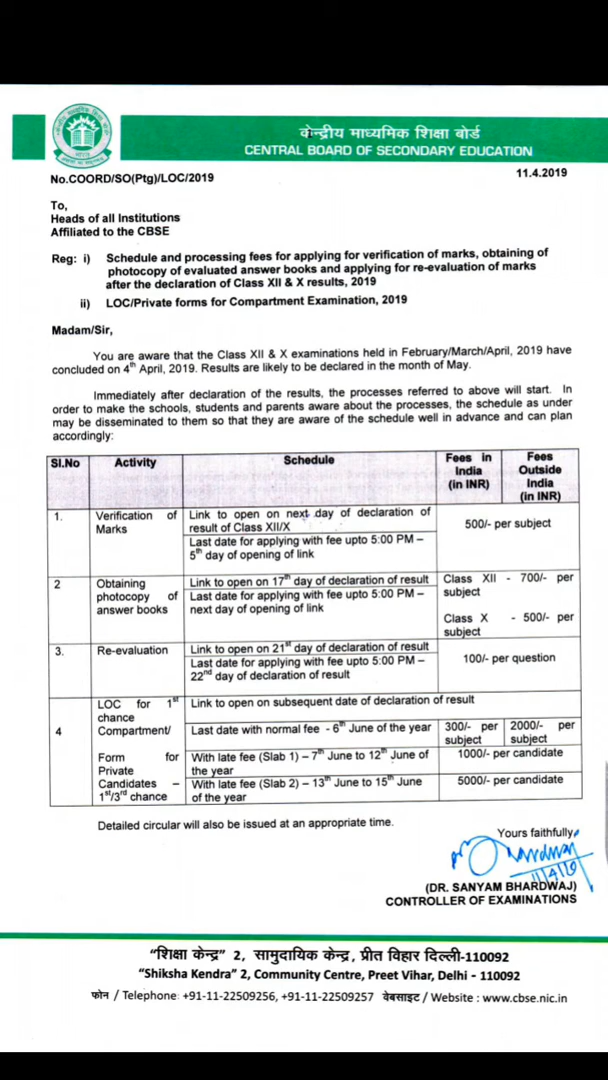 केन्द्रीय माध्यमिक शिक्षा बोर्ड
CENTRAL BOARD OF SECONDARY EDUCATION
No.COORD/SO(Ptg)/LOC/2019
11.4.2019
To,
Heads of all Institutions
Affiliated to the CBSE
Reg: i) Schedule and processing fees for applying for verification of marks, obtaining of
photocopy of evaluated answer books and applying for re-evaluation of marks
after the declaration of Class XII & X results, 2019
ii) LOC/Private forms for Compartment Examination, 2019
Madam/Sir,
You are aware that the Class XII & X examinations held in February/March/April, 2019 have
concluded on 4th April, 2019. Results are likely to be declared in the month of May.
Immediately after declaration of the results, the processes referred to above will start. In
order to make the schools, students and parents aware about the processes, the schedule as under
may be disseminated to them so that they are aware of the schedule well in advance and can plan
accordingly:
Sl.No
Activity
Schedule
Fees in
India
(in INR)
Fees
Outside
India
(in INR)
1.
Verification of
Marks
Link to open on next day of declaration of
result of Class XII/X
Last date for applying with fee upto 5:00 PM –
5th day of opening of link
500/- per subject
2
Obtaining
photocopy of
answer books
Link to open on 17th day of declaration of result
Last date for applying with fee upto 5:00 PM –
next day of opening of link
Class XII - 700/- per
subject
Class X - 500/- per
subject
3.
Re-evaluation
Link to open on 21st day of declaration of result
Last date for applying with fee upto 5:00 PM –
22nd day of declaration of result
100/- per question
4
LOC for 1st
chance
Compartment/
Form for
Private
Candidates –
1st/3rd chance
Link to open on subsequent date of declaration of result
Last date with normal fee - 6th June of the year
300/- per
subject
2000/- per
subject
With late fee (Slab 1) – 7th June to 12th June of
the year
1000/- per candidate
With late fee (Slab 2) – 13th June to 15th June
of the year
5000/- per candidate
Detailed circular will also be issued at an appropriate time.
Yours faithfully,
11/4/19
(DR. SANYAM BHARDWAJ)
CONTROLLER OF EXAMINATIONS
“शिक्षा केन्द्र” 2, सामुदायिक केन्द्र, प्रीत विहार दिल्ली-110092
“Shiksha Kendra” 2, Community Centre, Preet Vihar, Delhi - 110092
फोन / Telephone: +91-11-22509256, +91-11-22509257 वेबसाइट / Website : www.cbse.nic.in